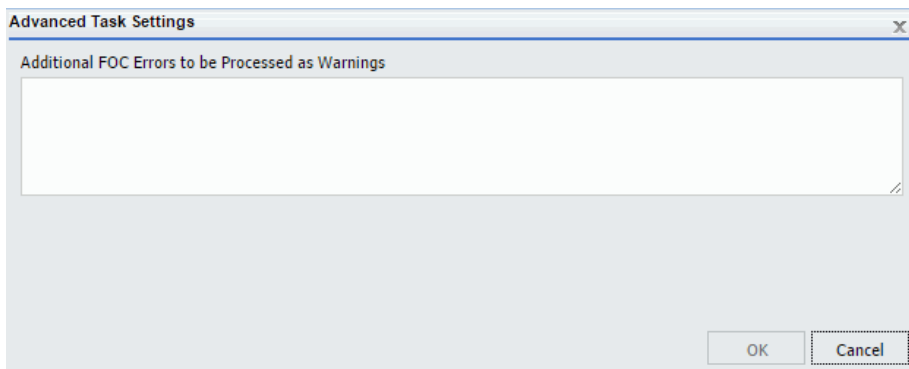 Advanced Task Settings
X
Additional FOC Errors to be Processed as Warnings
OK Cancel